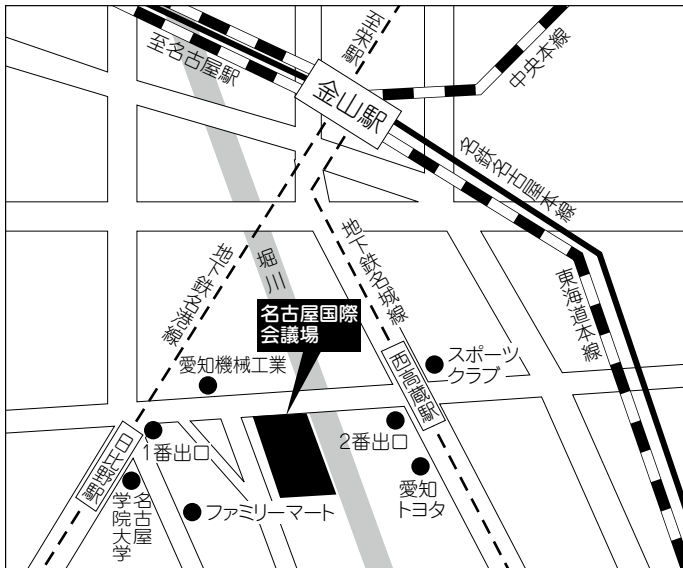 至栄駅
至名古屋駅
金山駅
中央本線
名鉄名古屋本線
地下鉄名港線
堀川
地下鉄名城線
東海道本線
名古屋国際
会議場
愛知機械工業
西高蔵駅
スポーツ
クラブ
日比野駅
1番出口
2番出口
名古屋
学院大学
ファミリーマート
愛知
トヨタ